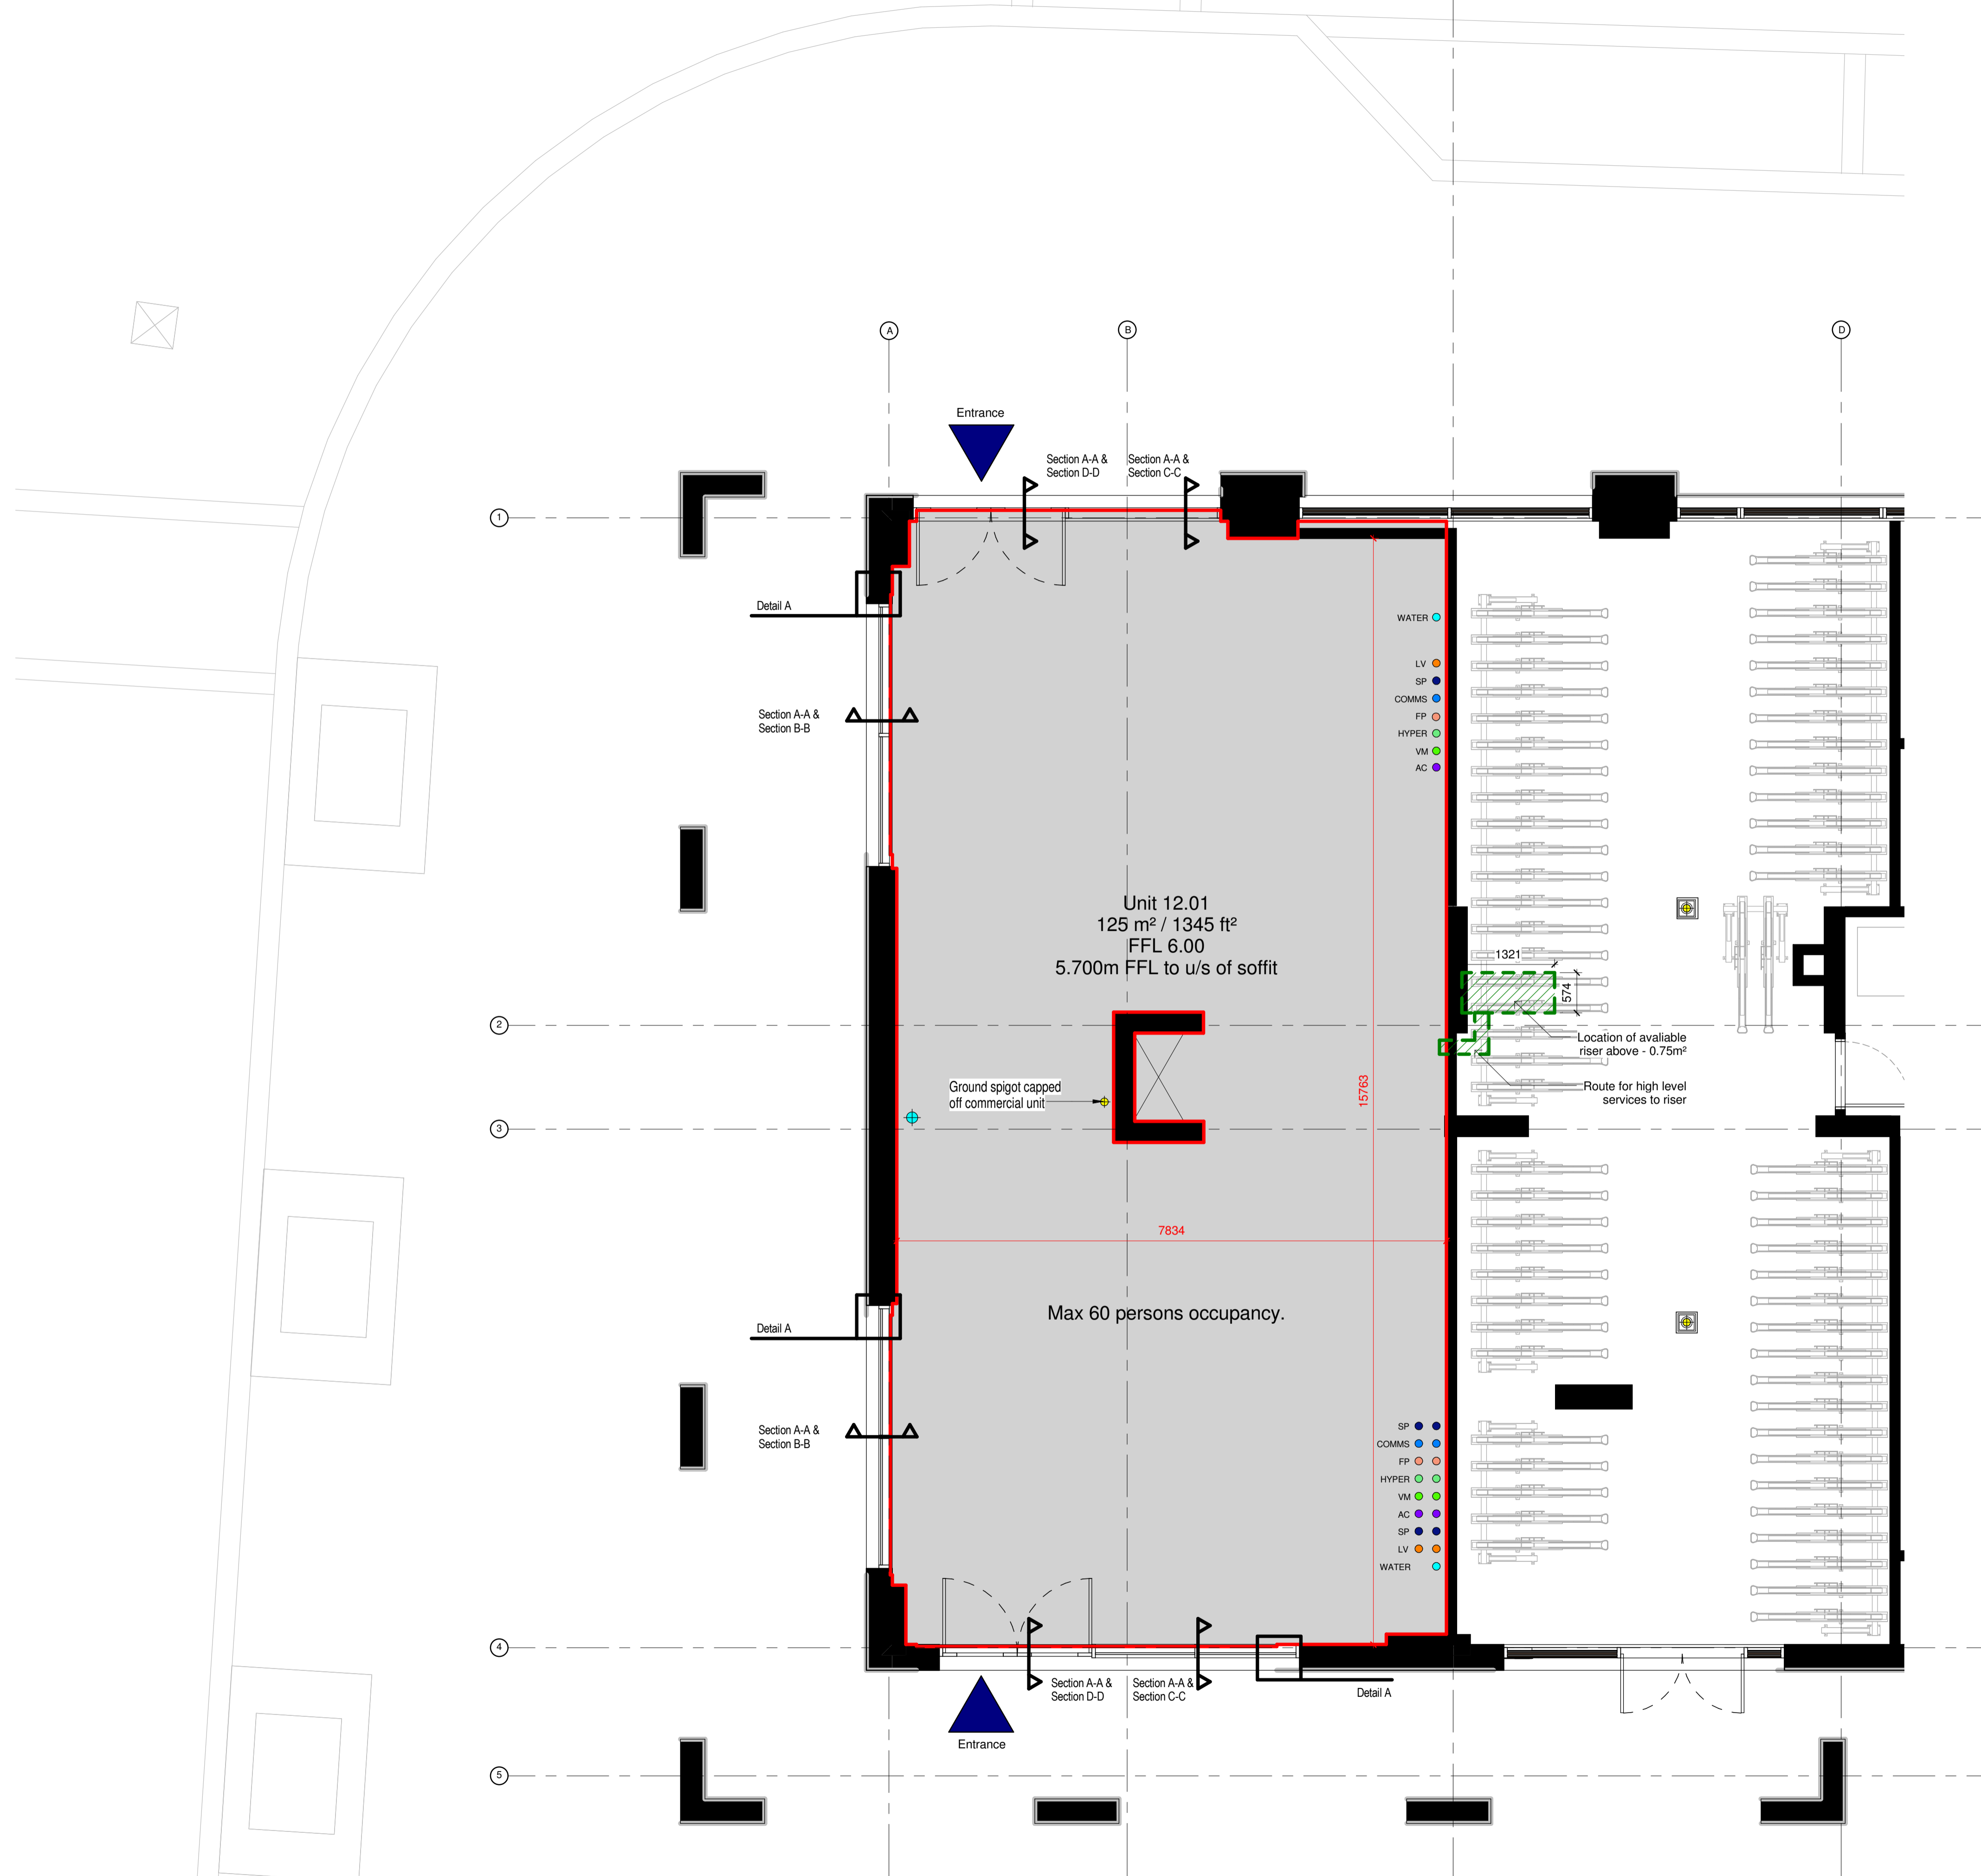 A
B
D
Entrance
Section A-A &
Section D-D
Section A-A &
Section C-C
1
Detail A
WATER
LV
SP
COMMS
FP
HYPER
VM
AC
Section A-A &
Section B-B
Unit 12.01
125 m² / 1345 ft²
FFL 6.00
5.700m FFL to u/s of soffit
1321
574
2
Location of avaliable
riser above - 0.75m²
Route for high level
services to riser
Ground spigot capped
off commercial unit
15763
3
7834
Max 60 persons occupancy.
Detail A
Section A-A &
Section B-B
SP
COMMS
FP
HYPER
VM
AC
SP
LV
WATER
4
Section A-A &
Section D-D
Section A-A &
Section C-C
Detail A
Entrance
5